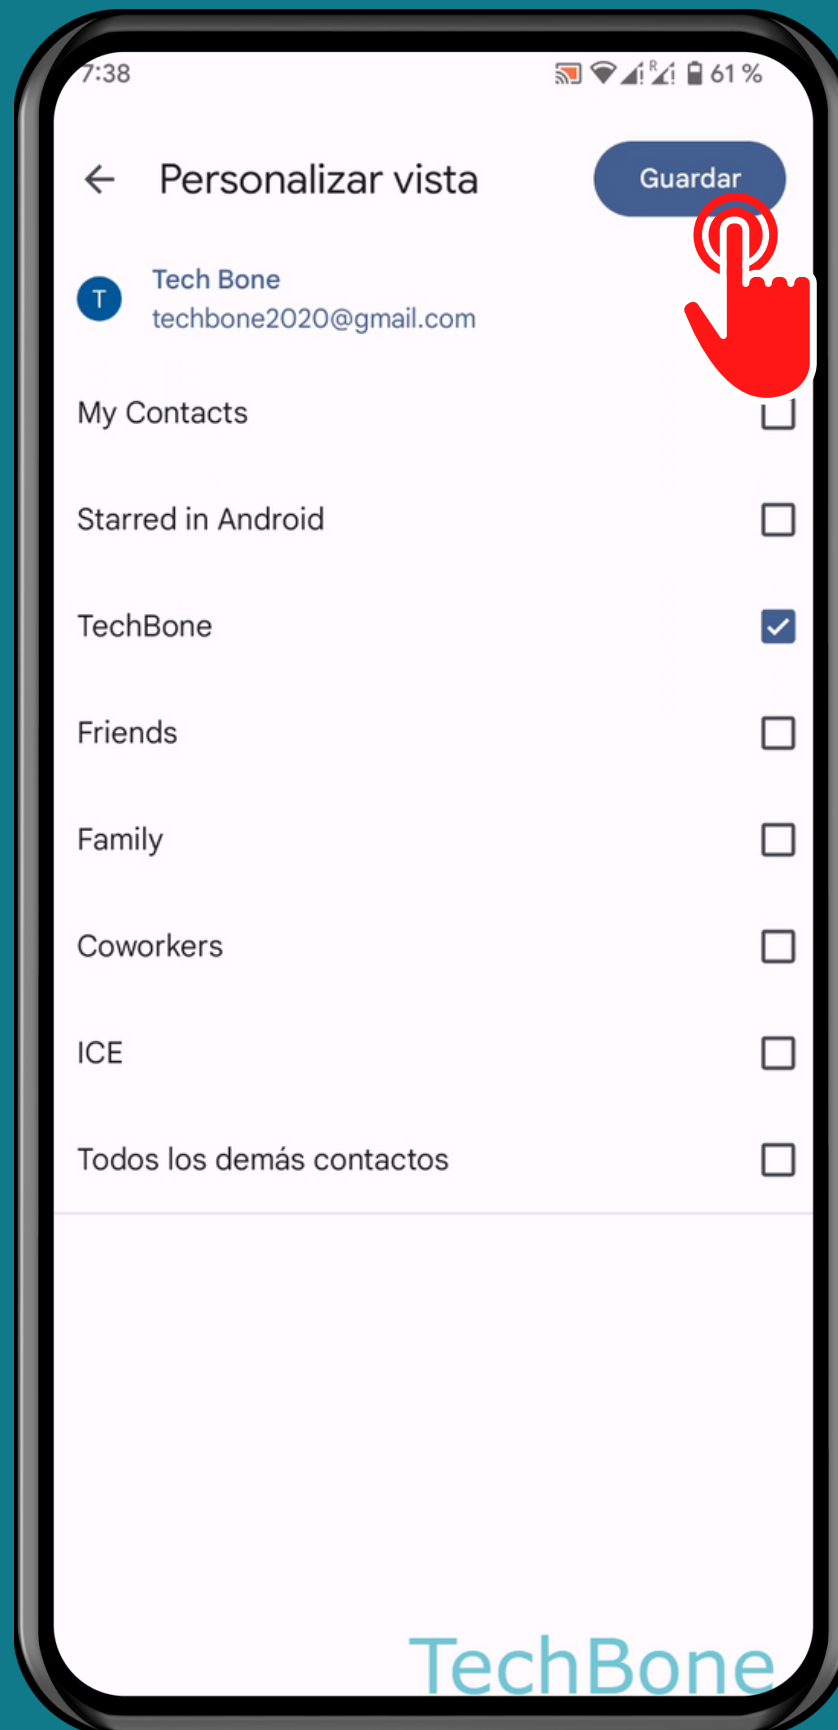 7:38
R 61 %
Personalizar vista
Guardar
T
Tech Bone
techbone2020@gmail.com
My Contacts
Starred in Android
TechBone
Friends
Family
Coworkers
ICE
Todos los demás contactos
TechBone